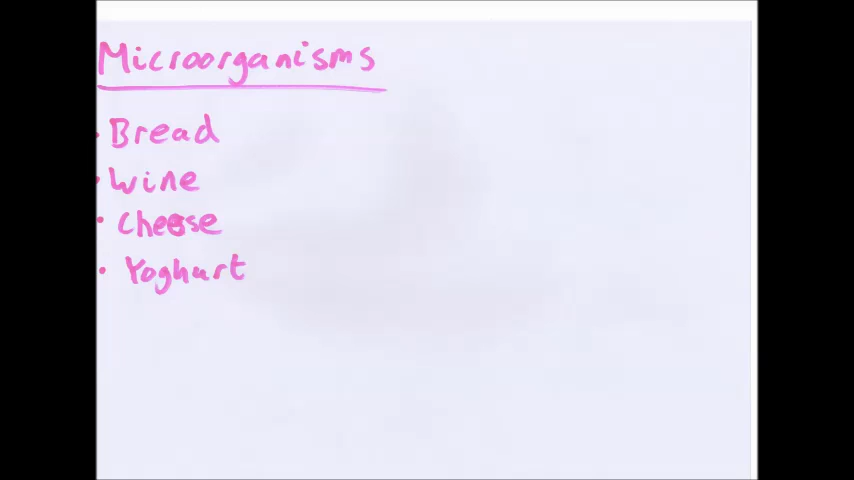 Microorganisms
• Bread
• Wine
• Cheese
• Yoghurt